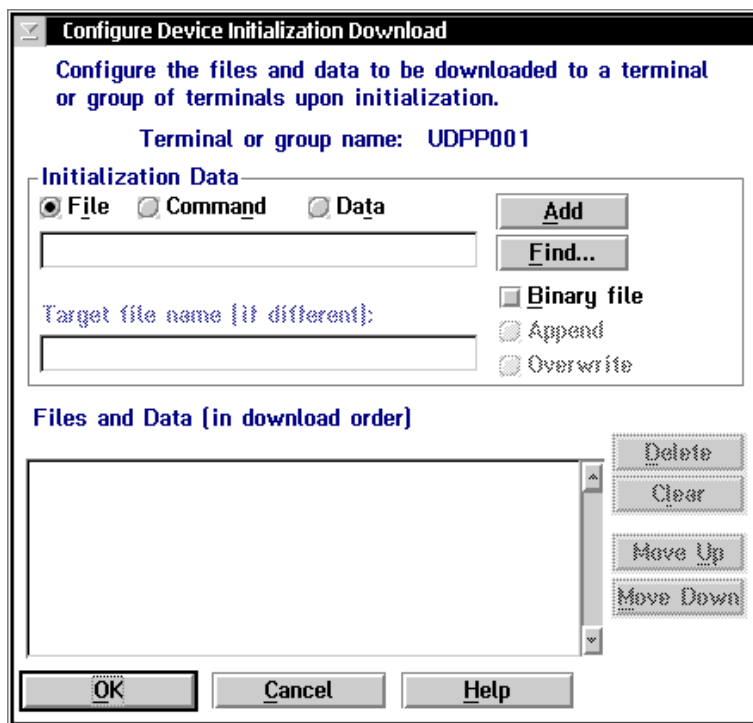 Configure Device Initialization Download
Configure the files and data to be downloaded to a terminal
or group of terminals upon initialization.
Terminal or group name: UDPP001
Initialization Data
File Command Data Add
Find...
Binary file
Target file name (if different): Append
Overwrite
Files and Data (in download order)
Delete
Clear
Move Up
Move Down
OK Cancel Help